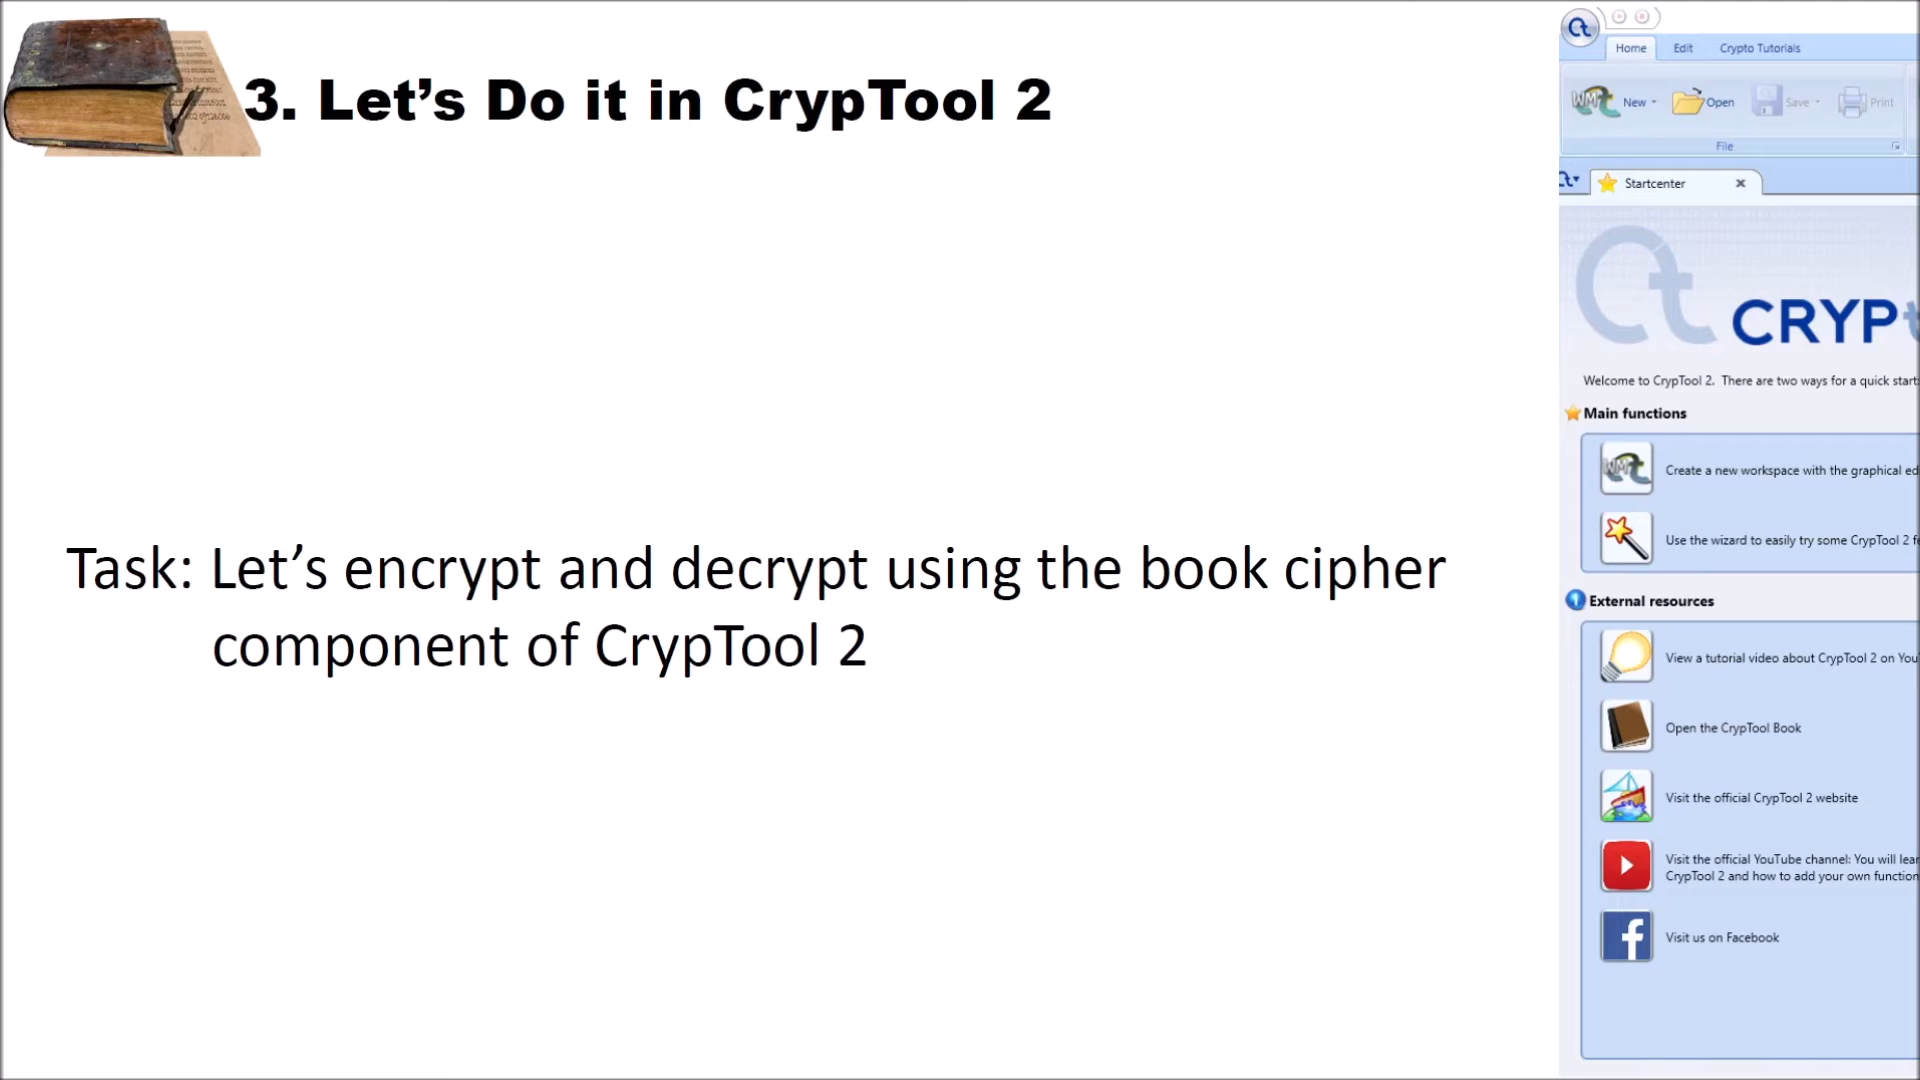 3. Let’s Do it in CrypTool 2
Task: Let’s encrypt and decrypt using the book cipher
component of CrypTool 2
Home Edit Crypto Tutorials
New Open Save Print
File
Startcenter
CRYP
Welcome to CrypTool 2. There are two ways for a quick start
Main functions
Create a new workspace with the graphical ed
Use the wizard to easily try some CrypTool 2 fe
External resources
View a tutorial video about CrypTool 2 on You
Open the CrypTool Book
Visit the official CrypTool 2 website
Visit the official YouTube channel: You will lear
CrypTool 2 and how to add your own function
Visit us on Facebook